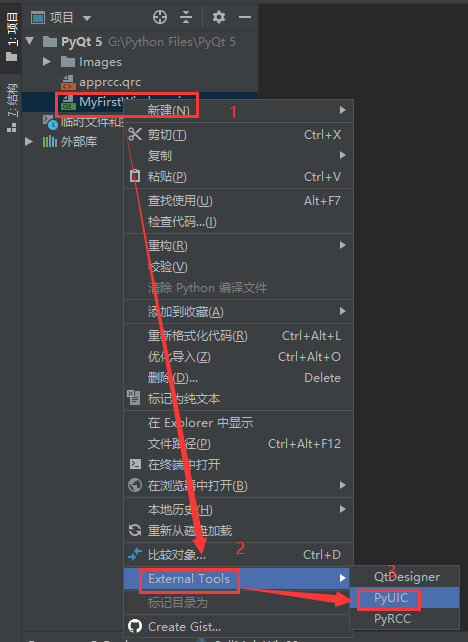 项目
1: 项目
7: 结构
PyQt 5 G:\Python Files\PyQt 5
Images
apprcc.qrc
MyFirstWindow
新建(N) 1
临时文件和
剪切(T) Ctrl+X
外部库
复制
粘贴(P) Ctrl+V
查找使用(U) Alt+F7
检查代码...(I)
重构(R)
校验(V)
清除 Python 编译文件
添加到收藏(A)
重新格式化代码(R) Ctrl+Alt+L
优化导入(Z) Ctrl+Alt+O
删除(D)... Delete
标记为纯文本
在 Explorer 中显示
文件路径(P) Ctrl+Alt+F12
在终端中打开
在浏览器中打开(B)
本地历史(H)
重新从磁盘加载
比较对象... 2 Ctrl+D
External Tools
3
QtDesigner
标记目录为
PyUIC
PyRCC
Create Gist...